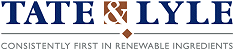 TATE & LYLE
CONSISTENTLY FIRST IN RENEWABLE INGREDIENTS